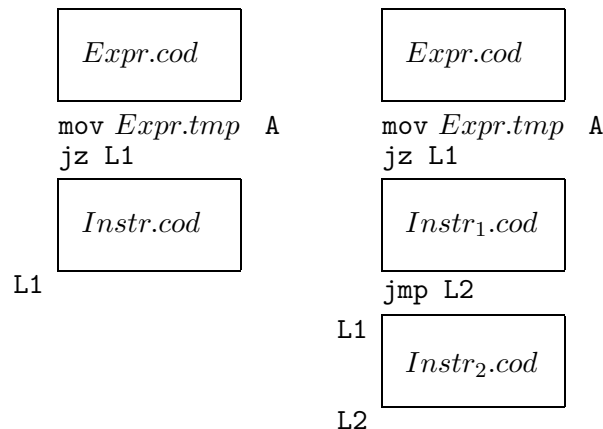 Expr.cod
mov Expr.tmp A
jz L1
Instr.cod
L1
Expr.cod
mov Expr.tmp A
jz L1
Instr₁.cod
jmp L2
L1
Instr₂.cod
L2